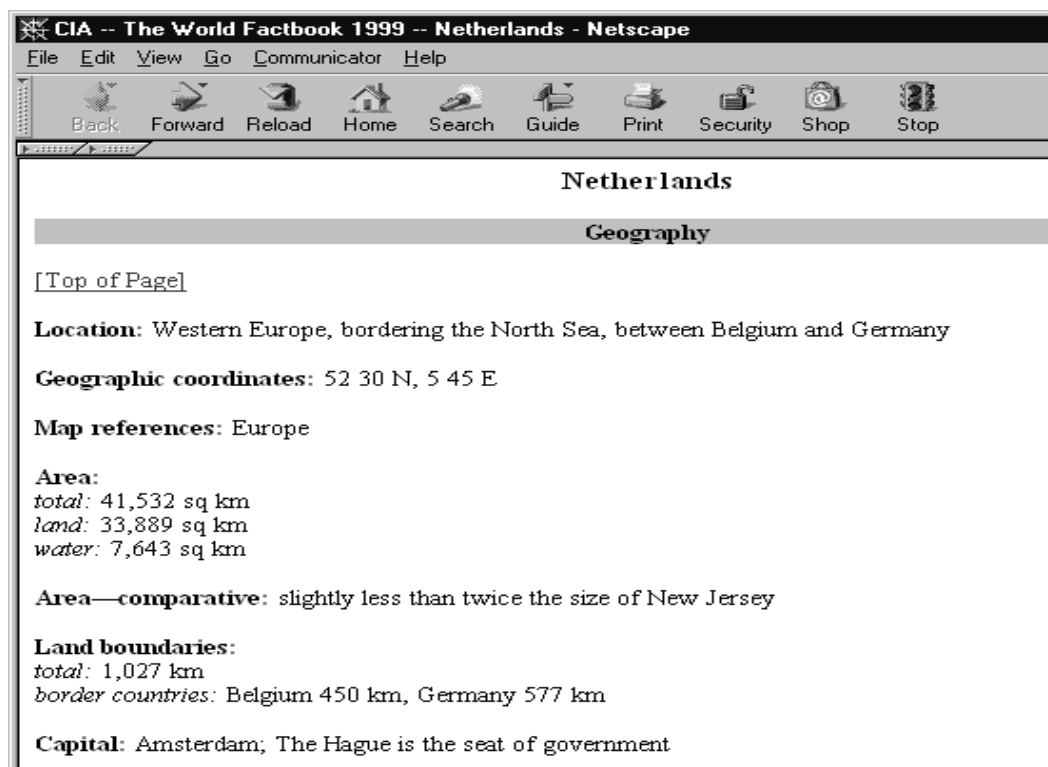 CIA -- The World Factbook 1999 -- Netherlands - Netscape
File Edit View Go Communicator Help
Back Forward Reload Home Search Guide Print Security Shop Stop
Netherlands
Geography
[Top of Page]
Location: Western Europe, bordering the North Sea, between Belgium and Germany
Geographic coordinates: 52 30 N, 5 45 E
Map references: Europe
Area:
total: 41,532 sq km
land: 33,889 sq km
water: 7,643 sq km
Area—comparative: slightly less than twice the size of New Jersey
Land boundaries:
total: 1,027 km
border countries: Belgium 450 km, Germany 577 km
Capital: Amsterdam; The Hague is the seat of government